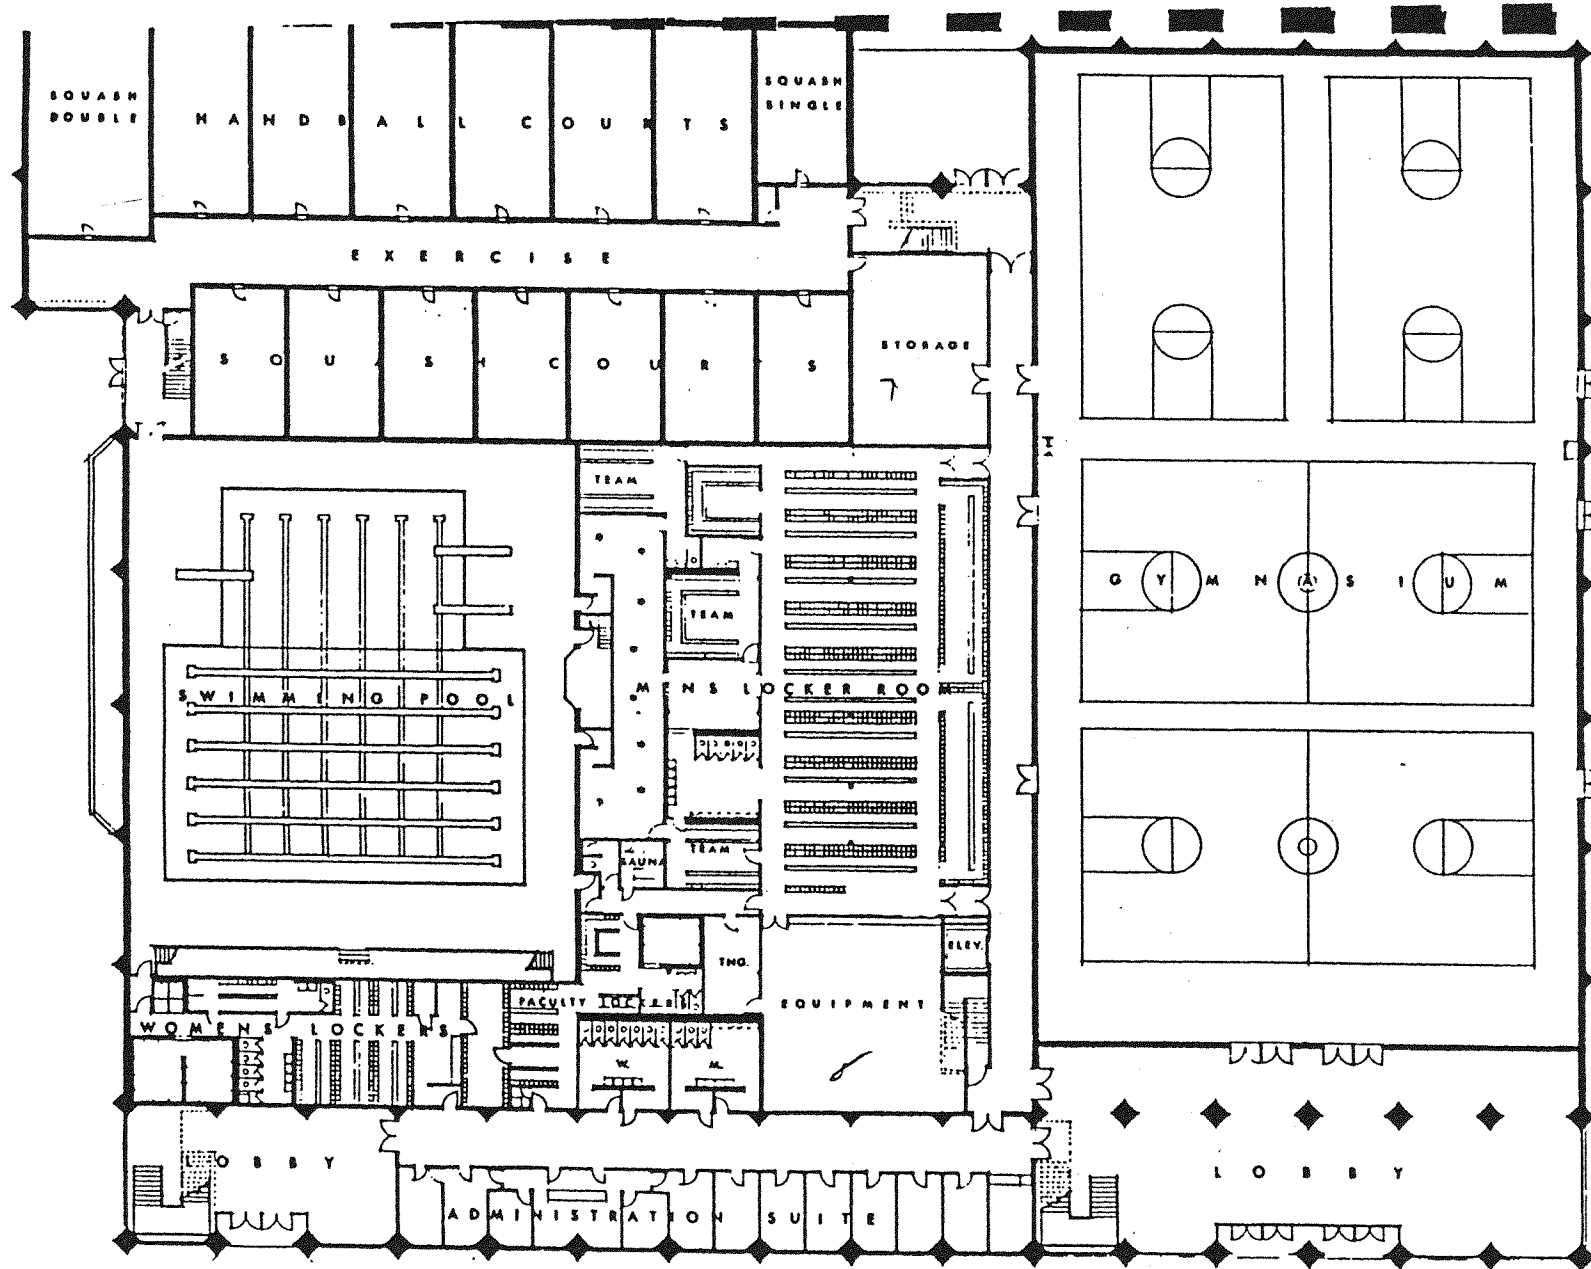 SQUASH
DOUBLE
HANDBALL COURTS
SQUASH
SINGLE
EXERCISE
SQUASH COURTS
STORAGE
TEAM
TEAM
GYMNASIUM
SWIMMING POOL
MENS LOCKER ROOM
TEAM
SAUNA
ELEV.
TNG.
FACULTY LOCKERS
EQUIPMENT
WOMENS LOCKERS
W.
M.
LOBBY
LOBBY
ADMINISTRATION SUITE